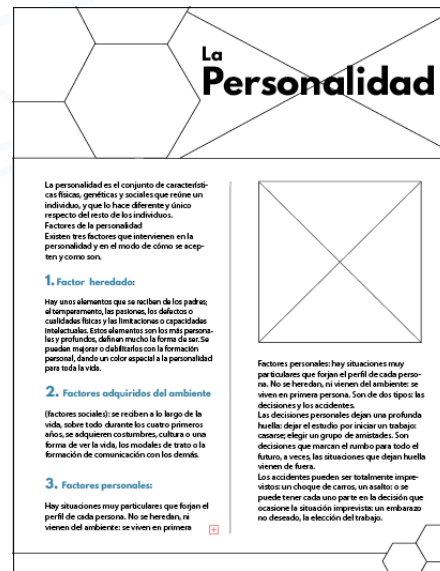 La
Personalidad
La personalidad es el conjunto de característi-
cas físicas, genéticas y sociales que reúne un
individuo, y que lo hace diferente y único
respecto del resto de los individuos.
Factores de la personalidad
Existen tres factores que intervienen en la
personalidad y en el modo de cómo se acep-
ten y como son.
1. Factor heredado:
Hay unos elementos que se reciben de los padres;
el temperamento, las pasiones, los defectos o
cualidades físicas y las limitaciones o capacidades
intelectuales. Estos elementos son los más persona-
les y profundos, definen mucho la forma de ser. Se
pueden mejorar o debilitarlos con la formación
personal, dando un color especial a la personalidad
para toda la vida.
2. Factores adquiridos del ambiente
(factores sociales): se reciben a lo largo de la
vida, sobre todo durante los cuatro primeros
años, se adquieren costumbres, cultura o una
forma de ver la vida, los modales de trato o la
formación de comunicación con los demás.
3. Factores personales:
Hay situaciones muy particulares que forjan el
perfil de cada persona. No se heredan, ni
vienen del ambiente: se viven en primera
Factores personales: hay situaciones muy
particulares que forjan el perfil de cada perso-
na. No se heredan, ni vienen del ambiente: se
viven en primera persona. Son de dos tipos: las
decisiones y los accidentes.
Las decisiones personales dejan una profunda
huella: dejar el estudio por iniciar un trabajo:
casarse; elegir un grupo de amistades. Son
decisiones que marcan el rumbo para todo el
futuro, a veces, las situaciones que dejan huella
vienen de fuera.
Los accidentes pueden ser totalmente impre-
vistos: un choque de carros, un asalto: o se
puede tener cada uno parte en la decisión que
ocasione la situación imprevista: un embarazo
no deseado, la elección del trabajo.